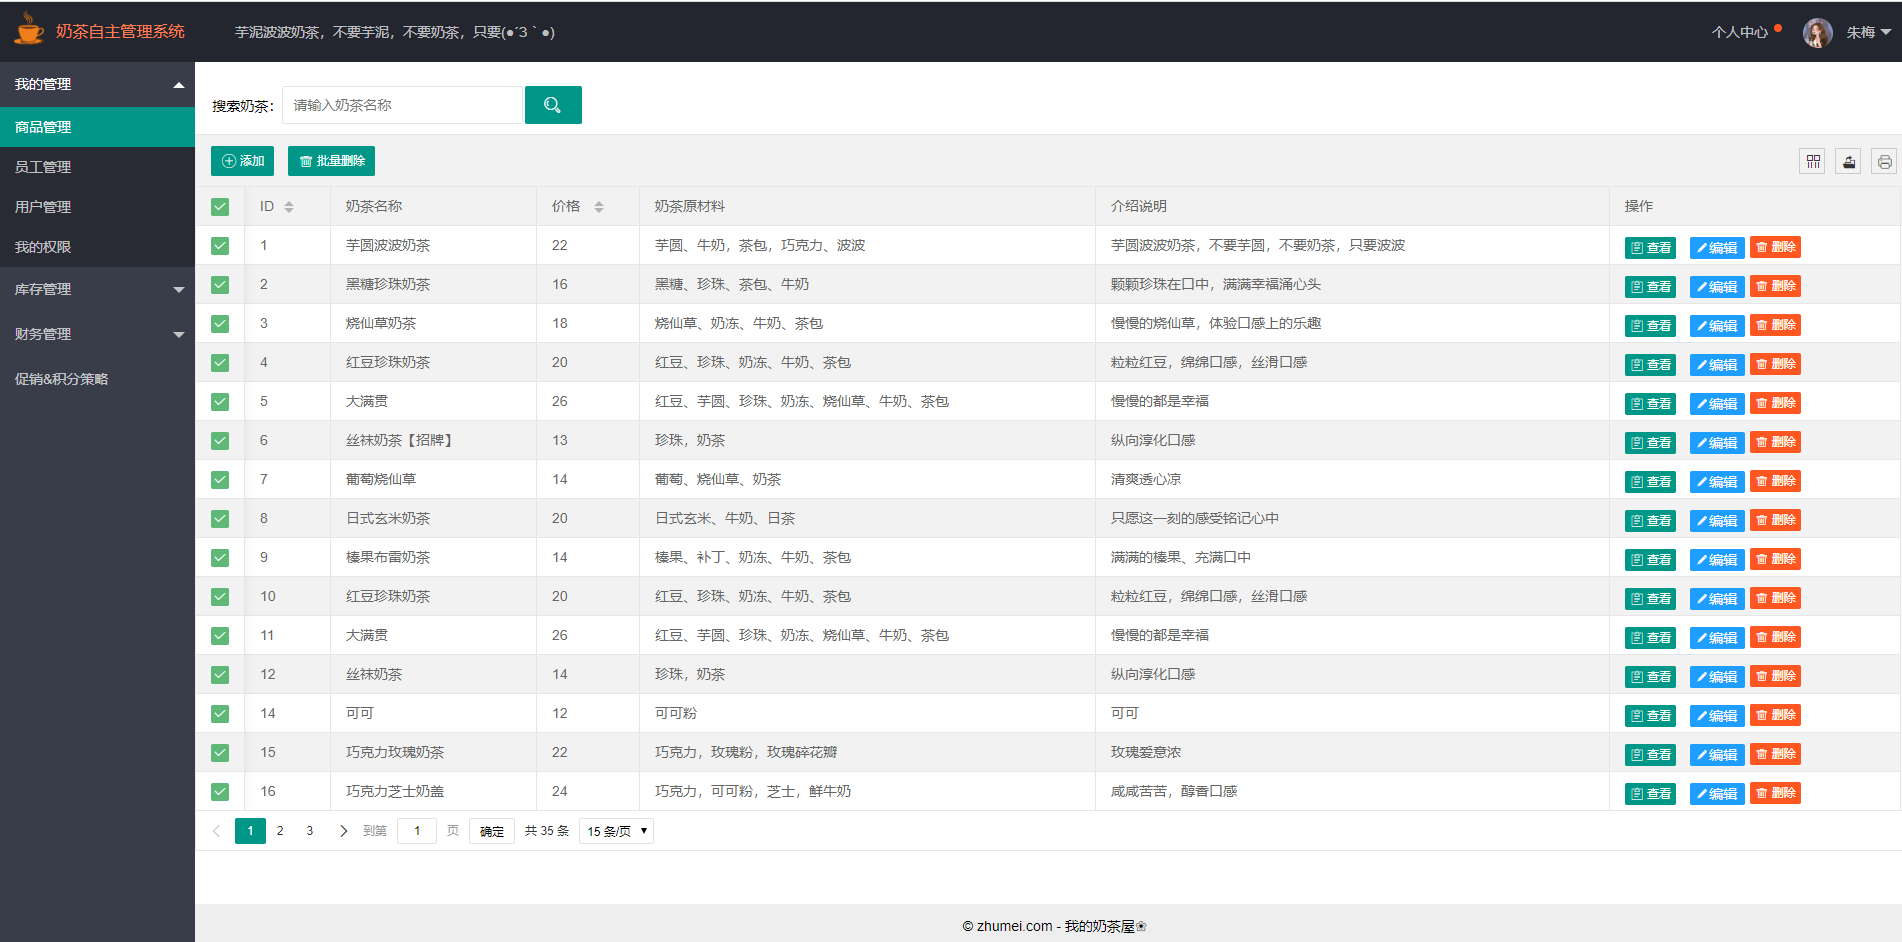 奶茶自主管理系统 芋泥波波奶茶，不要芋泥，不要奶茶，只要(●´3｀●) 个人中心 朱梅
我的管理
商品管理
员工管理
用户管理
我的权限
库存管理
财务管理
促销&积分策略
搜索奶茶： 请输入奶茶名称
添加 批量删除
ID 奶茶名称 价格 奶茶原材料 介绍说明 操作
1 芋圆波波奶茶 22 芋圆、牛奶，茶包，巧克力、波波 芋圆波波奶茶，不要芋圆，不要奶茶，只要波波 查看 编辑 删除
2 黑糖珍珠奶茶 16 黑糖、珍珠、茶包、牛奶 颗颗珍珠在口中，满满幸福涌心头 查看 编辑 删除
3 烧仙草奶茶 18 烧仙草、奶冻、牛奶、茶包 慢慢的烧仙草，体验口感上的乐趣 查看 编辑 删除
4 红豆珍珠奶茶 20 红豆、珍珠、奶冻、牛奶、茶包 粒粒红豆，绵绵口感，丝滑口感 查看 编辑 删除
5 大满贯 26 红豆、芋圆、珍珠、奶冻、烧仙草、牛奶、茶包 慢慢的都是幸福 查看 编辑 删除
6 丝袜奶茶【招牌】 13 珍珠，奶茶 纵向淳化口感 查看 编辑 删除
7 葡萄烧仙草 14 葡萄、烧仙草、奶茶 清爽透心凉 查看 编辑 删除
8 日式玄米奶茶 20 日式玄米、牛奶、日茶 只愿这一刻的感受铭记心中 查看 编辑 删除
9 榛果布雷奶茶 14 榛果、补丁、奶冻、牛奶、茶包 满满的榛果、充满口中 查看 编辑 删除
10 红豆珍珠奶茶 20 红豆、珍珠、奶冻、牛奶、茶包 粒粒红豆，绵绵口感，丝滑口感 查看 编辑 删除
11 大满贯 26 红豆、芋圆、珍珠、奶冻、烧仙草、牛奶、茶包 慢慢的都是幸福 查看 编辑 删除
12 丝袜奶茶 14 珍珠，奶茶 纵向淳化口感 查看 编辑 删除
14 可可 12 可可粉 可可 查看 编辑 删除
15 巧克力玫瑰奶茶 22 巧克力，玫瑰粉，玫瑰碎花瓣 玫瑰爱意浓 查看 编辑 删除
16 巧克力芝士奶盖 24 巧克力，可可粉，芝士，鲜牛奶 咸咸苦苦，醇香口感 查看 编辑 删除
1 2 3 到第 1 页 确定 共 35 条 15 条/页
© zhumei.com - 我的奶茶屋❀